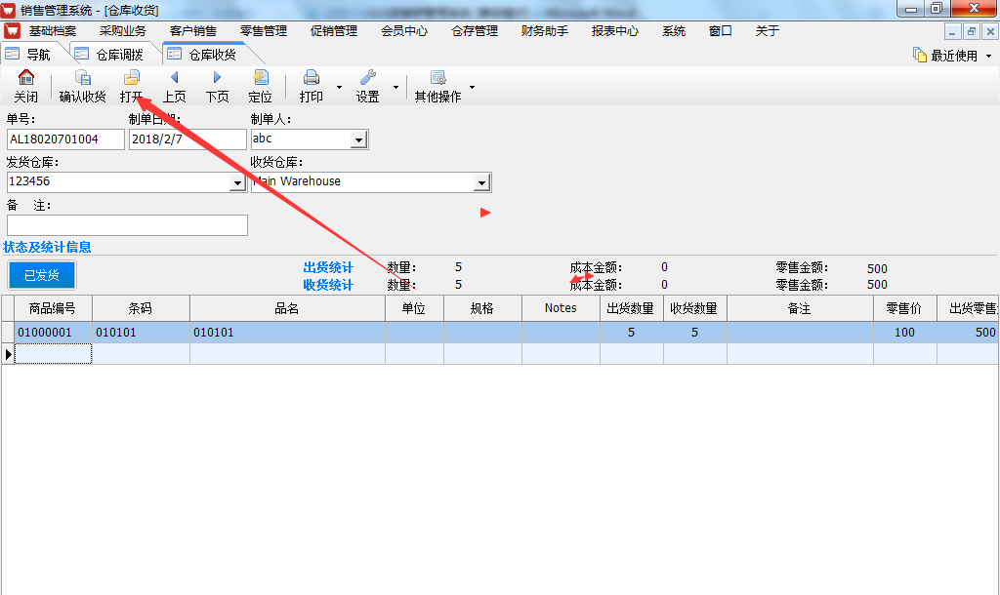 销售管理系统 - [仓库收货]
基础档案 采购业务 客户销售 零售管理 促销管理 会员中心 仓存管理 财务助手 报表中心 系统 窗口 关于
导航 仓库调拨 仓库收货 最近使用
关闭 确认收货 打开 上页 下页 定位 打印 设置 其他操作
单号: 制单日期: 制单人:
AL18020701004 2018/2/7 abc
发货仓库: 收货仓库:
123456 Main Warehouse
备 注:
状态及统计信息
已发货
出货统计 数量: 5 成本金额: 0 零售金额: 500
收货统计 数量: 5 成本金额: 0 零售金额: 500
商品编号 条码 品名 单位 规格 Notes 出货数量 收货数量 备注 零售价 出货零售
01000001 010101 010101 5 5 100 500